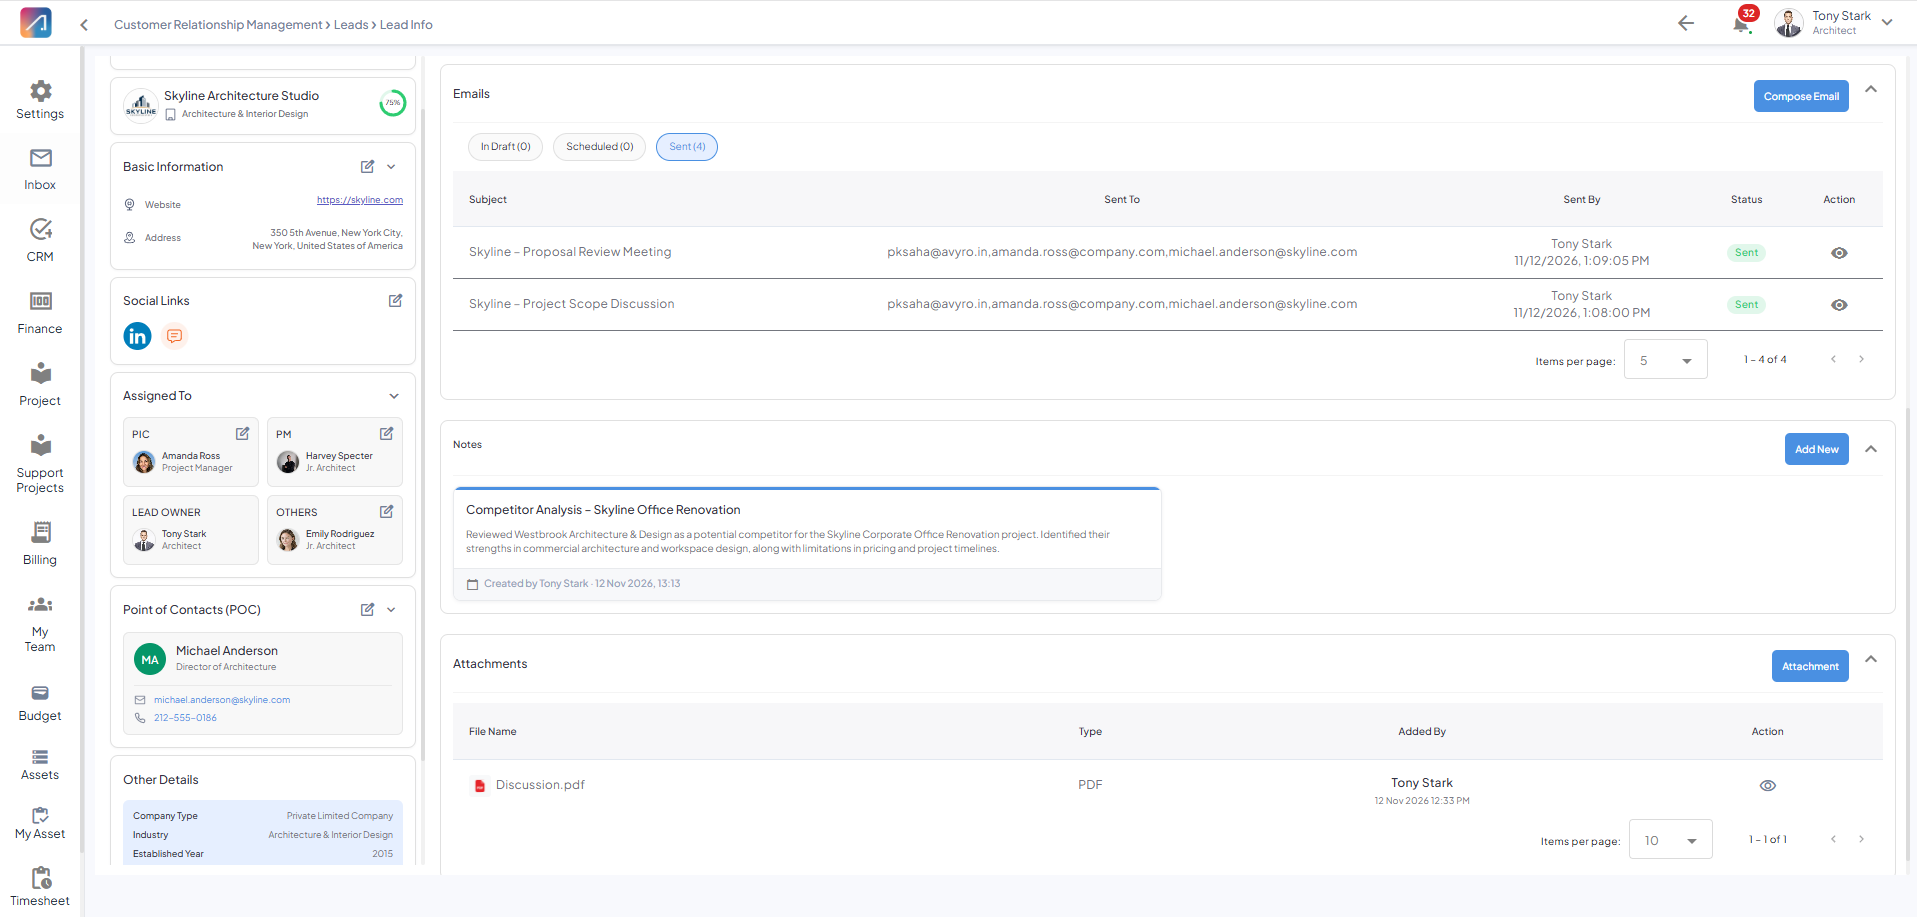 Customer Relationship Management › Leads › Lead Info
32
Tony Stark
Architect
Settings
Inbox
CRM
Finance
Project
Support
Projects
Billing
My
Team
Budget
Assets
My Asset
Timesheet
SKYLINE
Skyline Architecture Studio
Architecture & Interior Design
75%
Basic Information
Website
https://skyline.com
Address
350 5th Avenue, New York City,
New York, United States of America
Social Links
in
Assigned To
PIC
Amanda Ross
Project Manager
PM
Harvey Specter
Jr. Architect
LEAD OWNER
Tony Stark
Architect
OTHERS
Emily Rodriguez
Jr. Architect
Point of Contacts (POC)
MA
Michael Anderson
Director of Architecture
michael.anderson@skyline.com
212-555-0186
Other Details
Company Type
Private Limited Company
Industry
Architecture & Interior Design
Established Year
2015
Emails
Compose Email
In Draft (0)
Scheduled (0)
Sent (4)
Subject
Sent To
Sent By
Status
Action
Skyline – Proposal Review Meeting
pksaha@avyro.in,amanda.ross@company.com,michael.anderson@skyline.com
Tony Stark
11/12/2026, 1:09:05 PM
Sent
Skyline – Project Scope Discussion
pksaha@avyro.in,amanda.ross@company.com,michael.anderson@skyline.com
Tony Stark
11/12/2026, 1:08:00 PM
Sent
Items per page:
5
1 – 4 of 4
Notes
Add New
Competitor Analysis – Skyline Office Renovation
Reviewed Westbrook Architecture & Design as a potential competitor for the Skyline Corporate Office Renovation project. Identified their
strengths in commercial architecture and workspace design, along with limitations in pricing and project timelines.
Created by Tony Stark · 12 Nov 2026, 13:13
Attachments
Attachment
File Name
Type
Added By
Action
Discussion.pdf
PDF
Tony Stark
12 Nov 2026 12:33 PM
Items per page:
10
1 – 1 of 1